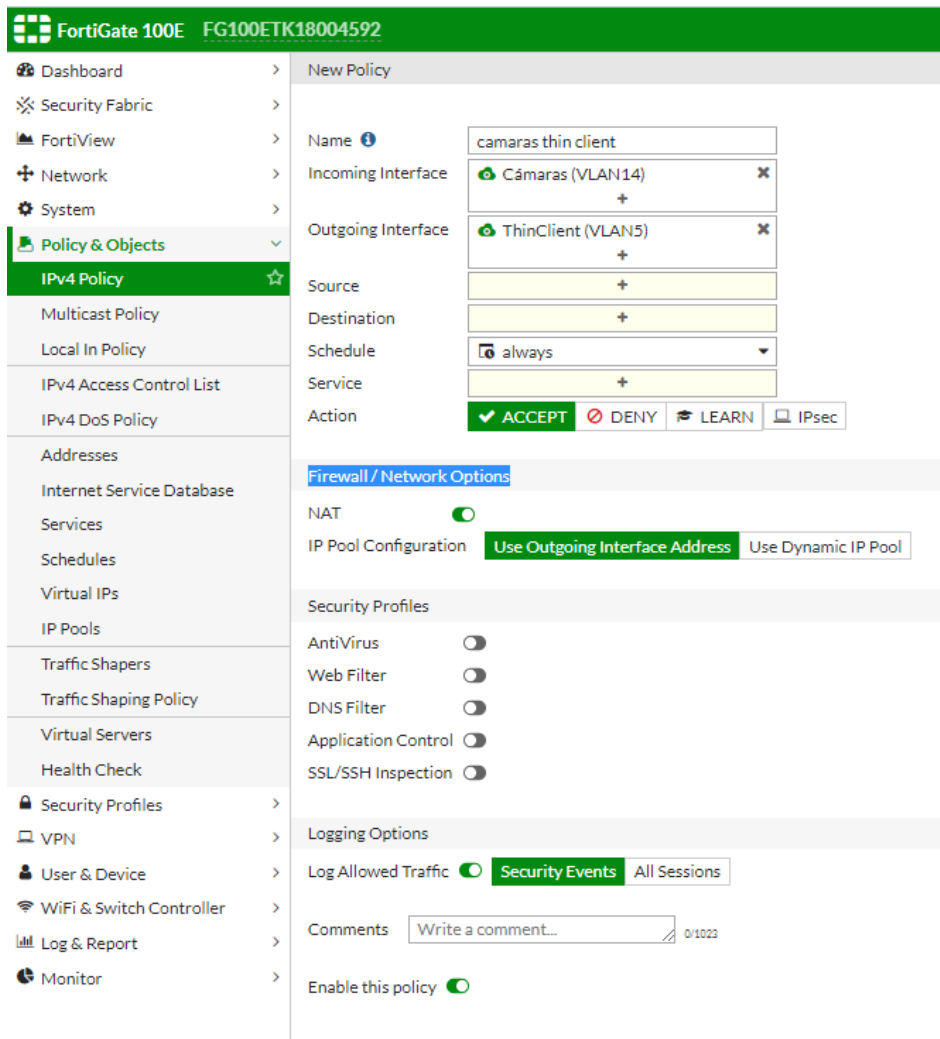 FortiGate 100E FG100ETK18004592
Dashboard
Security Fabric
FortiView
Network
System
Policy & Objects
IPv4 Policy
Multicast Policy
Local In Policy
IPv4 Access Control List
IPv4 DoS Policy
Addresses
Internet Service Database
Services
Schedules
Virtual IPs
IP Pools
Traffic Shapers
Traffic Shaping Policy
Virtual Servers
Health Check
Security Profiles
VPN
User & Device
WiFi & Switch Controller
Log & Report
Monitor
New Policy
Name camaras thin client
Incoming Interface Cámaras (VLAN14)
+
Outgoing Interface ThinClient (VLAN5)
+
Source +
Destination +
Schedule always
Service +
Action ACCEPT DENY LEARN IPsec
Firewall / Network Options
NAT
IP Pool Configuration Use Outgoing Interface Address Use Dynamic IP Pool
Security Profiles
AntiVirus
Web Filter
DNS Filter
Application Control
SSL/SSH Inspection
Logging Options
Log Allowed Traffic Security Events All Sessions
Comments Write a comment... 0/1023
Enable this policy